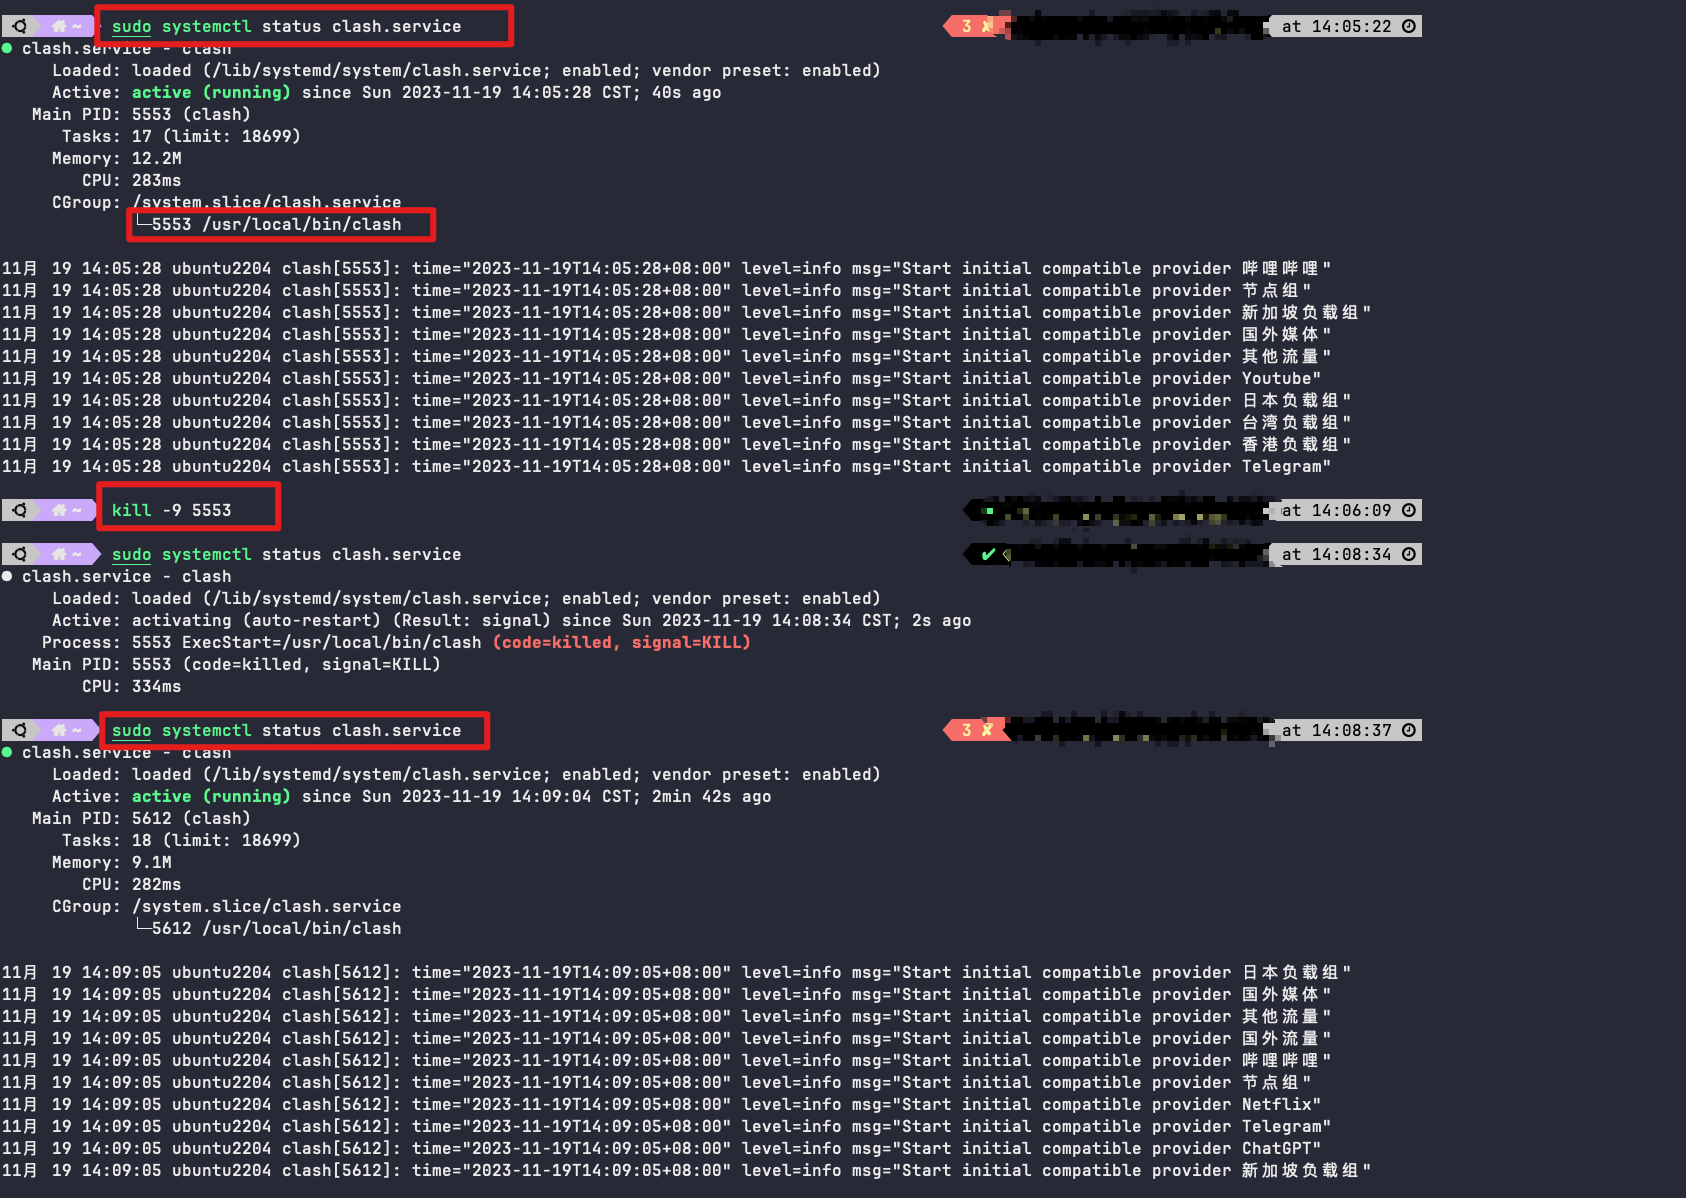 ~ sudo systemctl status clash.service 3 ✘ at 14:05:22
● clash.service - clash
Loaded: loaded (/lib/systemd/system/clash.service; enabled; vendor preset: enabled)
Active: active (running) since Sun 2023-11-19 14:05:28 CST; 40s ago
Main PID: 5553 (clash)
Tasks: 17 (limit: 18699)
Memory: 12.2M
CPU: 283ms
CGroup: /system.slice/clash.service
└─5553 /usr/local/bin/clash
11月 19 14:05:28 ubuntu2204 clash[5553]: time="2023-11-19T14:05:28+08:00" level=info msg="Start initial compatible provider 哔哩哔哩"
11月 19 14:05:28 ubuntu2204 clash[5553]: time="2023-11-19T14:05:28+08:00" level=info msg="Start initial compatible provider 节点组"
11月 19 14:05:28 ubuntu2204 clash[5553]: time="2023-11-19T14:05:28+08:00" level=info msg="Start initial compatible provider 新加坡负载组"
11月 19 14:05:28 ubuntu2204 clash[5553]: time="2023-11-19T14:05:28+08:00" level=info msg="Start initial compatible provider 国外媒体"
11月 19 14:05:28 ubuntu2204 clash[5553]: time="2023-11-19T14:05:28+08:00" level=info msg="Start initial compatible provider 其他流量"
11月 19 14:05:28 ubuntu2204 clash[5553]: time="2023-11-19T14:05:28+08:00" level=info msg="Start initial compatible provider Youtube"
11月 19 14:05:28 ubuntu2204 clash[5553]: time="2023-11-19T14:05:28+08:00" level=info msg="Start initial compatible provider 日本负载组"
11月 19 14:05:28 ubuntu2204 clash[5553]: time="2023-11-19T14:05:28+08:00" level=info msg="Start initial compatible provider 台湾负载组"
11月 19 14:05:28 ubuntu2204 clash[5553]: time="2023-11-19T14:05:28+08:00" level=info msg="Start initial compatible provider 香港负载组"
11月 19 14:05:28 ubuntu2204 clash[5553]: time="2023-11-19T14:05:28+08:00" level=info msg="Start initial compatible provider Telegram"
~ kill -9 5553 at 14:06:09
~ sudo systemctl status clash.service ✔ at 14:08:34
● clash.service - clash
Loaded: loaded (/lib/systemd/system/clash.service; enabled; vendor preset: enabled)
Active: activating (auto-restart) (Result: signal) since Sun 2023-11-19 14:08:34 CST; 2s ago
Process: 5553 ExecStart=/usr/local/bin/clash (code=killed, signal=KILL)
Main PID: 5553 (code=killed, signal=KILL)
CPU: 334ms
~ sudo systemctl status clash.service 3 ✘ at 14:08:37
● clash.service - clash
Loaded: loaded (/lib/systemd/system/clash.service; enabled; vendor preset: enabled)
Active: active (running) since Sun 2023-11-19 14:09:04 CST; 2min 42s ago
Main PID: 5612 (clash)
Tasks: 18 (limit: 18699)
Memory: 9.1M
CPU: 282ms
CGroup: /system.slice/clash.service
└─5612 /usr/local/bin/clash
11月 19 14:09:05 ubuntu2204 clash[5612]: time="2023-11-19T14:09:05+08:00" level=info msg="Start initial compatible provider 日本负载组"
11月 19 14:09:05 ubuntu2204 clash[5612]: time="2023-11-19T14:09:05+08:00" level=info msg="Start initial compatible provider 国外媒体"
11月 19 14:09:05 ubuntu2204 clash[5612]: time="2023-11-19T14:09:05+08:00" level=info msg="Start initial compatible provider 其他流量"
11月 19 14:09:05 ubuntu2204 clash[5612]: time="2023-11-19T14:09:05+08:00" level=info msg="Start initial compatible provider 国外流量"
11月 19 14:09:05 ubuntu2204 clash[5612]: time="2023-11-19T14:09:05+08:00" level=info msg="Start initial compatible provider 哔哩哔哩"
11月 19 14:09:05 ubuntu2204 clash[5612]: time="2023-11-19T14:09:05+08:00" level=info msg="Start initial compatible provider 节点组"
11月 19 14:09:05 ubuntu2204 clash[5612]: time="2023-11-19T14:09:05+08:00" level=info msg="Start initial compatible provider Netflix"
11月 19 14:09:05 ubuntu2204 clash[5612]: time="2023-11-19T14:09:05+08:00" level=info msg="Start initial compatible provider Telegram"
11月 19 14:09:05 ubuntu2204 clash[5612]: time="2023-11-19T14:09:05+08:00" level=info msg="Start initial compatible provider ChatGPT"
11月 19 14:09:05 ubuntu2204 clash[5612]: time="2023-11-19T14:09:05+08:00" level=info msg="Start initial compatible provider 新加坡负载组"